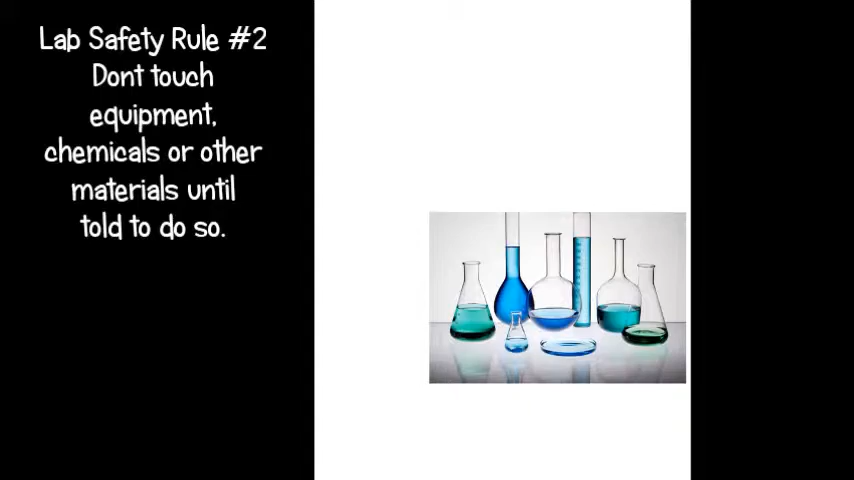 Lab Safety Rule #2
Dont touch
equipment,
chemicals or other
materials until
told to do so.